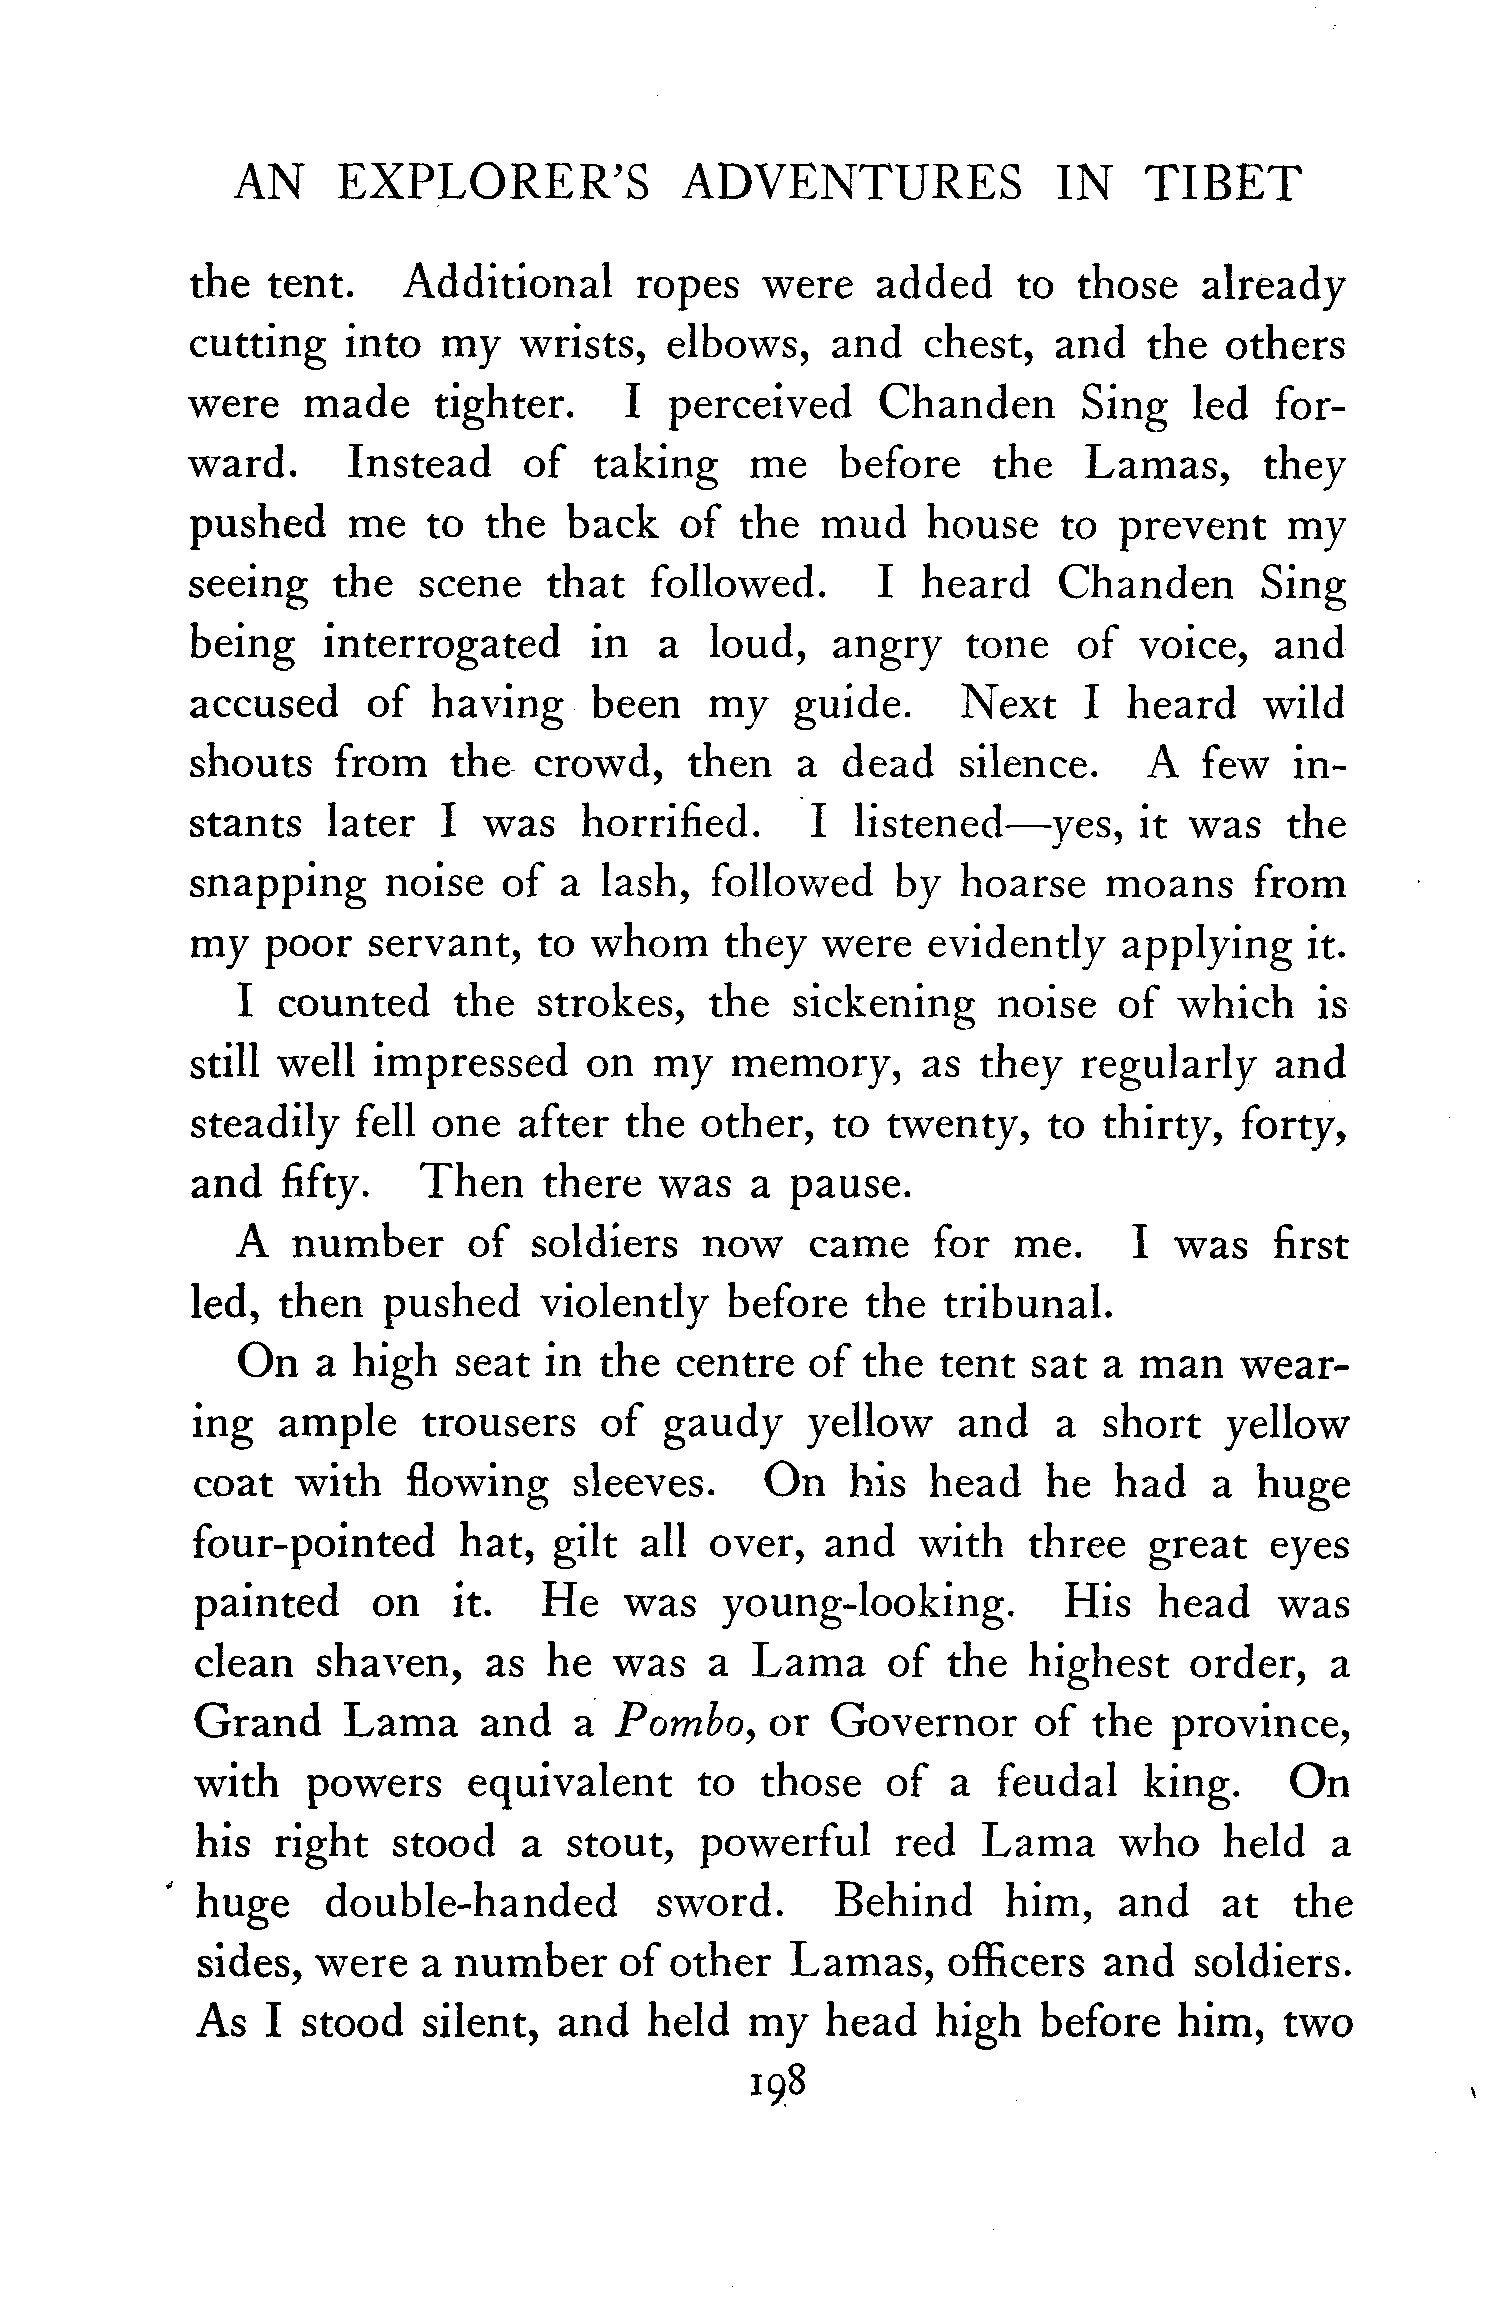 AN EXPLORER'S ADVENTURES IN TIBET
the tent. Additional ropes were added to those already
cutting into my wrists, elbows, and chest, and the others
were made tighter. I perceived Chanden Sing led for-
ward. Instead of taking me before the Lamas, they
pushed me to the back of the mud house to prevent my
seeing the scene that followed. I heard Chanden Sing
being interrogated in a loud, angry tone of voice, and
accused of having been my guide. Next I heard wild
shouts from the crowd, then a dead silence. A few in-
stants later I was horrified. I listened—yes, it was the
snapping noise of a lash, followed by hoarse moans from
my poor servant, to whom they were evidently applying it.
I counted the strokes, the sickening noise of which is
still well impressed on my memory, as they regularly and
steadily fell one after the other, to twenty, to thirty, forty,
and fifty. Then there was a pause.
A number of soldiers now came for me. I was first
led, then pushed violently before the tribunal.
On a high seat in the centre of the tent sat a man wear-
ing ample trousers of gaudy yellow and a short yellow
coat with flowing sleeves. On his head he had a huge
four-pointed hat, gilt all over, and with three great eyes
painted on it. He was young-looking. His head was
clean shaven, as he was a Lama of the highest order, a
Grand Lama and a Pombo, or Governor of the province,
with powers equivalent to those of a feudal king. On
his right stood a stout, powerful red Lama who held a
huge double-handed sword. Behind him, and at the
sides, were a number of other Lamas, officers and soldiers.
As I stood silent, and held my head high before him, two
198